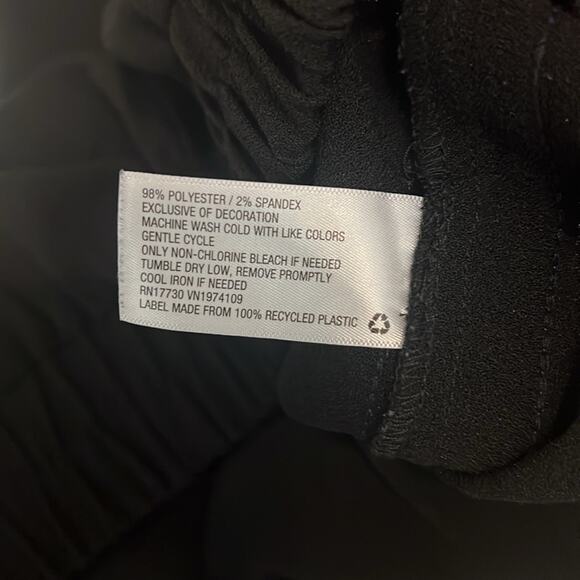 98% POLYESTER / 2% SPANDEX
EXCLUSIVE OF DECORATION
MACHINE WASH COLD WITH LIKE COLORS
GENTLE CYCLE
ONLY NON-CHLORINE BLEACH IF NEEDED
TUMBLE DRY LOW, REMOVE PROMPTLY
COOL IRON IF NEEDED
RN17730 VN1974109
LABEL MADE FROM 100% RECYCLED PLASTIC